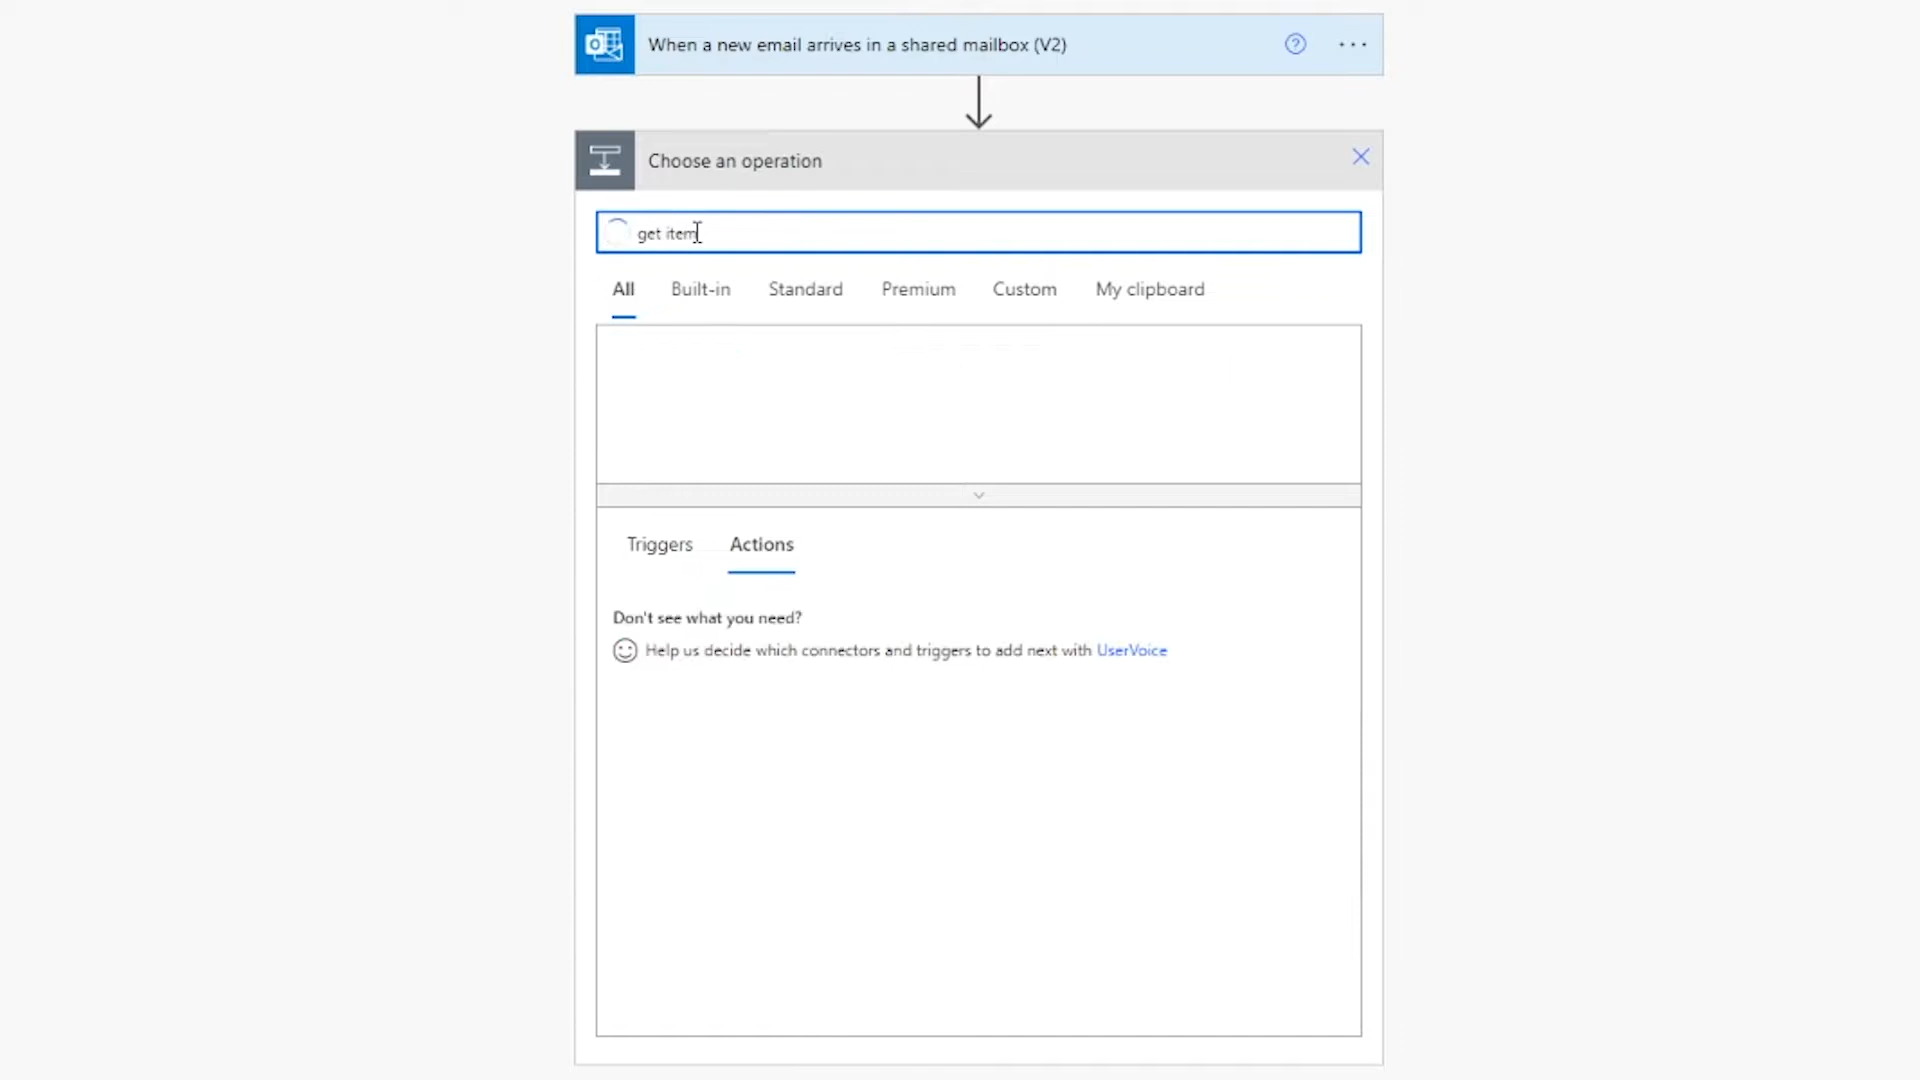 When a new email arrives in a shared mailbox (V2)
Choose an operation
get item
All Built-in Standard Premium Custom My clipboard
Triggers Actions
Don't see what you need?
Help us decide which connectors and triggers to add next with UserVoice